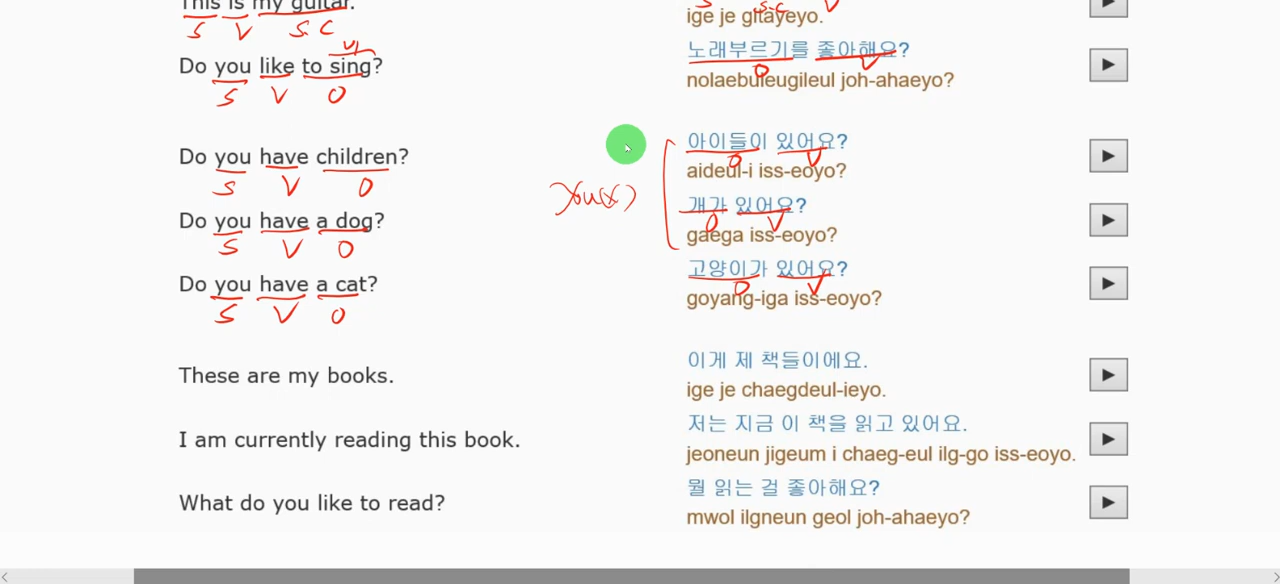 This is my guitar.
S V S.C
ige je gitayeyo.
Do you like to sing?
S V O
노래부르기를 좋아해요?
O V
nolaebuleugileul joh-ahaeyo?
Do you have children?
S V O
아이들이 있어요?
O V
aideul-i iss-eoyo?
You(X)
Do you have a dog?
S V O
개가 있어요?
O V
gaega iss-eoyo?
Do you have a cat?
S V O
고양이가 있어요?
O V
goyang-iga iss-eoyo?
These are my books.
이게 제 책들이에요.
ige je chaegdeul-ieyo.
I am currently reading this book.
저는 지금 이 책을 읽고 있어요.
jeoneun jigeum i chaeg-eul ilg-go iss-eoyo.
What do you like to read?
뭘 읽는 걸 좋아해요?
mwol ilgneun geol joh-ahaeyo?